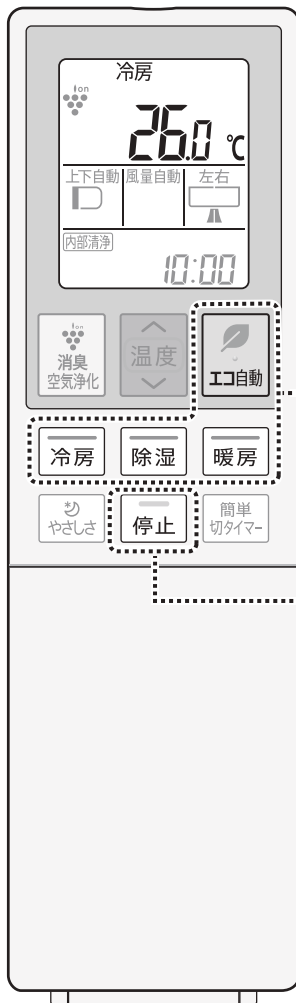 冷房
Ion
26.0 ℃
上下自動 風量自動 左右
内部清浄
10:00
Ion
消臭
空気浄化
温度
エコ自動
冷房 除湿 暖房
やさしさ
停止
簡単
切タイマー